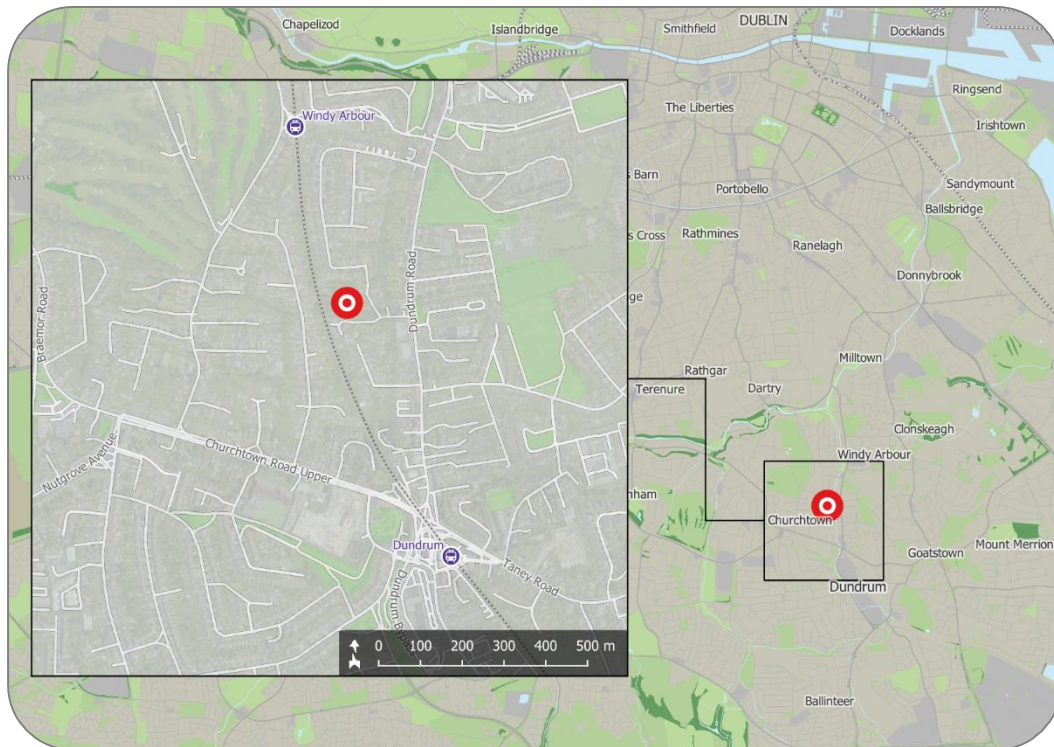 Chapelizod
Islandbridge
Smithfield
DUBLIN
Docklands
Ringsend
The Liberties
Irishtown
Windy Arbour
s Barn
Portobello
Sandymount
Ballsbridge
s Cross
Rathmines
Ranelagh
Donnybrook
Dundrum Road
Braemor Road
ge
Milltown
Rathgar
Terenure
Dartry
Clonskeagh
Nutgrove Avenue
Churchtown Road Upper
Windy Arbour
nham
Churchtown
Mount Merrion
Goatstown
Dundrum
Taney Road
Dundrum Bypass
Dundrum
0 100 200 300 400 500 m
Ballinteer